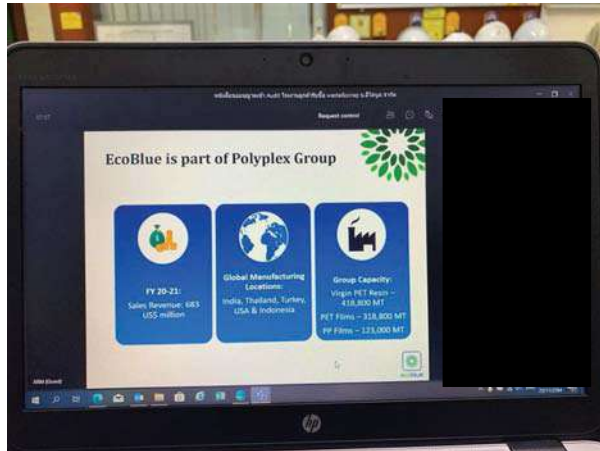 Request control
EcoBlue is part of Polyplex Group
FY 20-21:
Sales Revenue: 683
US$ million
Global Manufacturing
Locations:
India, Thailand, Turkey,
USA & Indonesia
Group Capacity:
Virgin PET Resin –
418,800 MT
PET Films – 318,800 MT
PP Films – 123,000 MT
hp